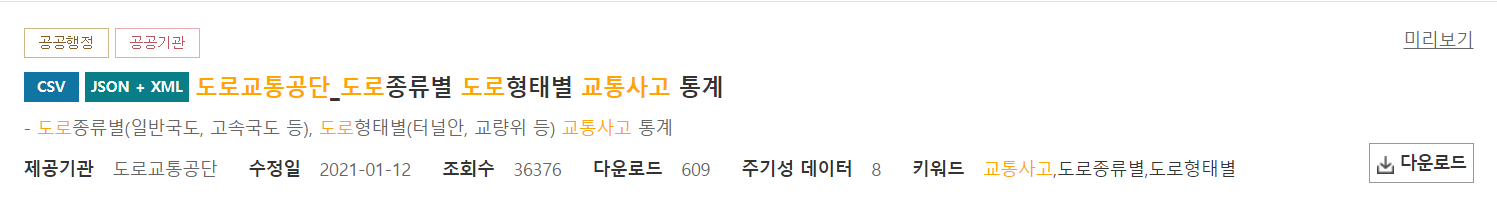 공공행정 공공기관 미리보기
CSV JSON + XML 도로교통공단_도로종류별 도로형태별 교통사고 통계
- 도로종류별(일반국도, 고속국도 등), 도로형태별(터널안, 교량위 등) 교통사고 통계
제공기관 도로교통공단 수정일 2021-01-12 조회수 36376 다운로드 609 주기성 데이터 8 키워드 교통사고,도로종류별,도로형태별 다운로드